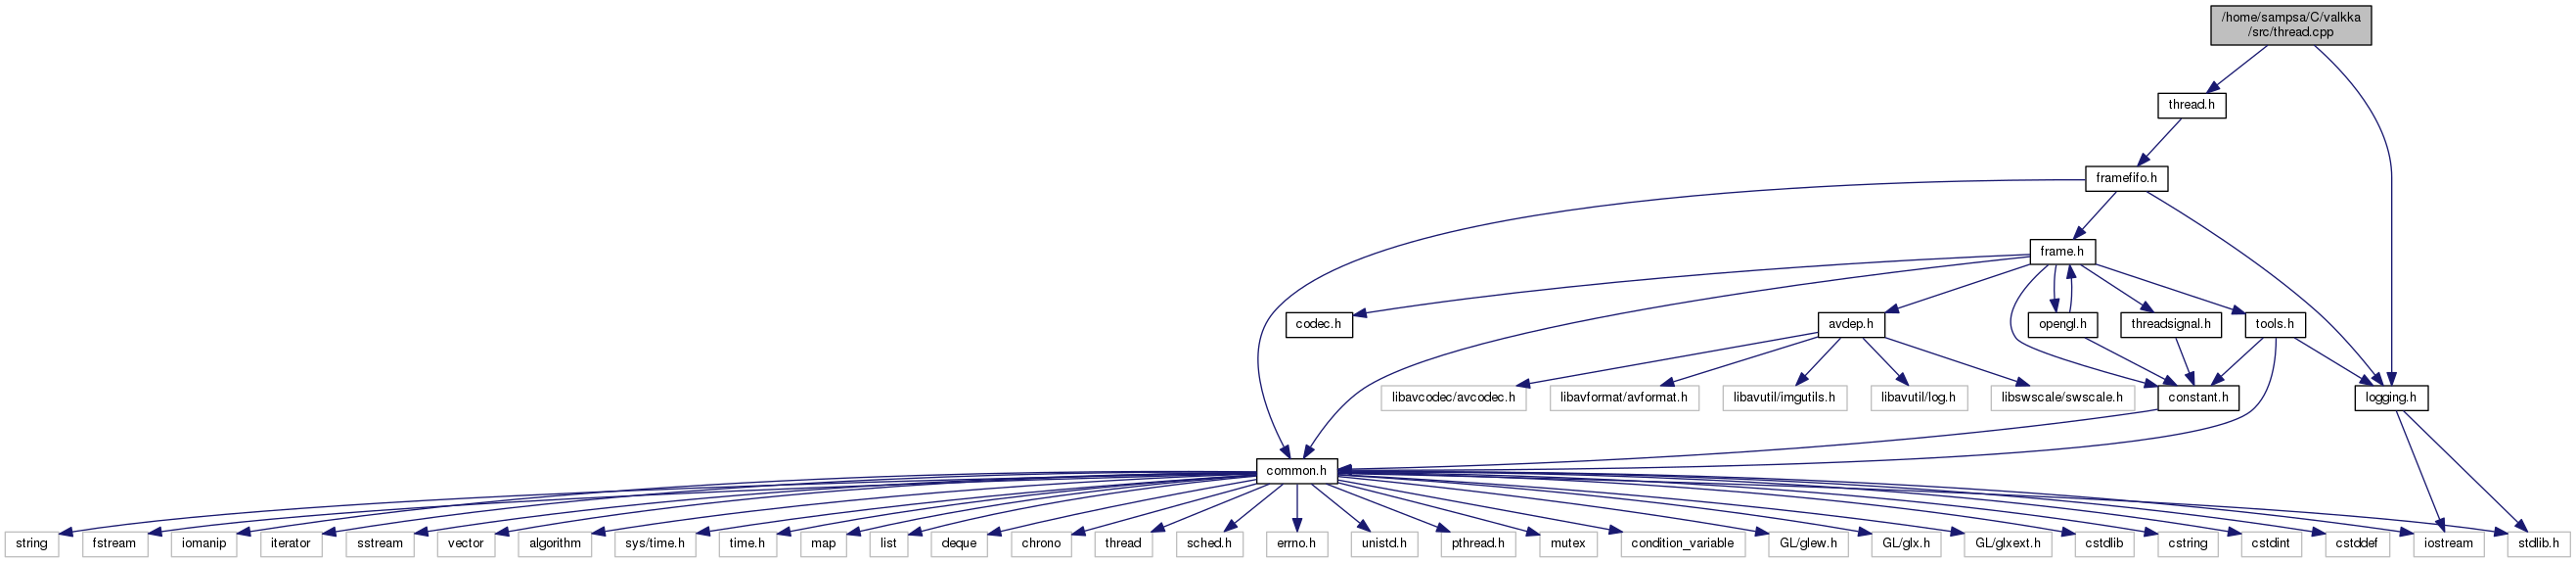 /home/sampsa/C/valkka
/src/thread.cpp
thread.h
framefifo.h
frame.h
codec.h
avdep.h
opengl.h
threadsignal.h
tools.h
libavcodec/avcodec.h
libavformat/avformat.h
libavutil/imgutils.h
libavutil/log.h
libswscale/swscale.h
constant.h
logging.h
common.h
string
fstream
iomanip
iterator
sstream
vector
algorithm
sys/time.h
time.h
map
list
deque
chrono
thread
sched.h
errno.h
unistd.h
pthread.h
mutex
condition_variable
GL/glew.h
GL/glx.h
GL/glxext.h
cstdlib
cstring
cstdint
cstddef
iostream
stdlib.h